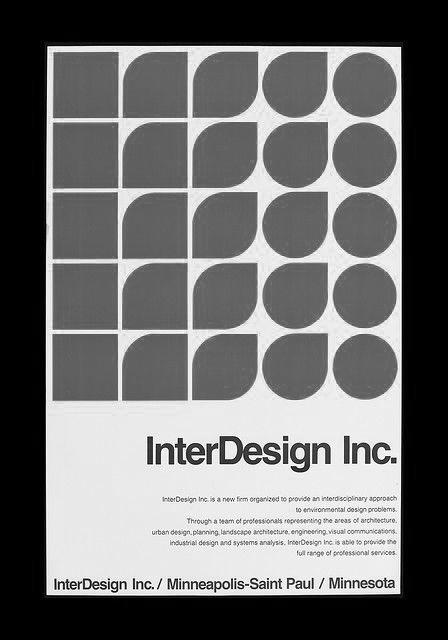 InterDesign Inc.
InterDesign Inc. is a new firm organized to provide an interdisciplinary approach
to environmental design problems.
Through a team of professionals representing the areas of architecture,
urban design, planning, landscape architecture, engineering, visual communications,
industrial design and systems analysis, InterDesign Inc. is able to provide the
full range of professional services.
InterDesign Inc. / Minneapolis-Saint Paul / Minnesota